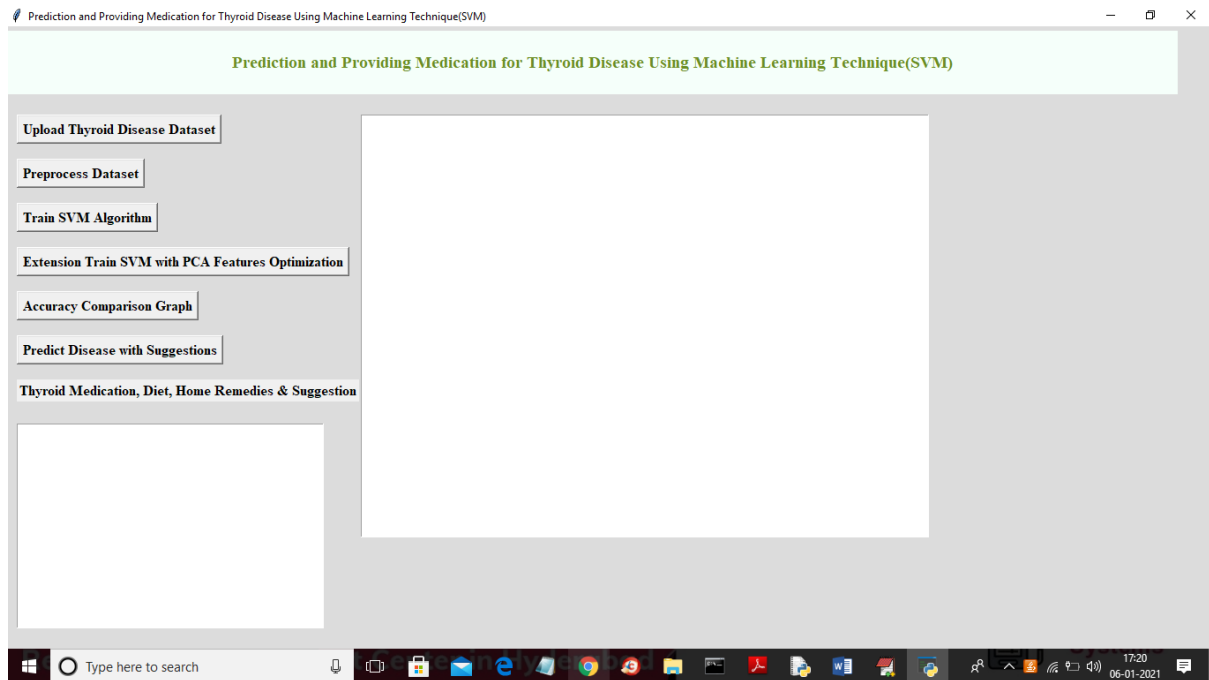 Prediction and Providing Medication for Thyroid Disease Using Machine Learning Technique(SVM)
Prediction and Providing Medication for Thyroid Disease Using Machine Learning Technique(SVM)
Upload Thyroid Disease Dataset
Preprocess Dataset
Train SVM Algorithm
Extension Train SVM with PCA Features Optimization
Accuracy Comparison Graph
Predict Disease with Suggestions
Thyroid Medication, Diet, Home Remedies & Suggestion
Type here to search
17:20
06-01-2021